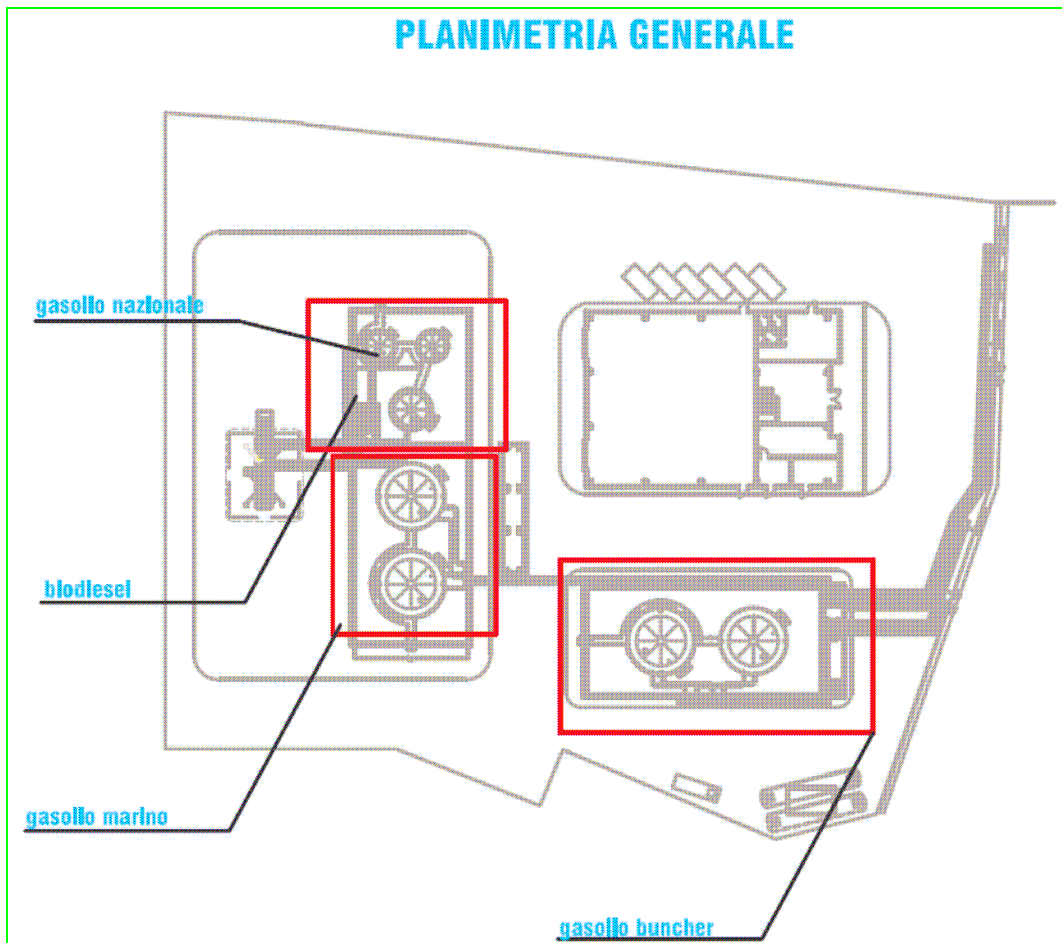 PLANIMETRIA GENERALE
gasolio nazionale
biodiesel
gasolio marino
gasolio buncher